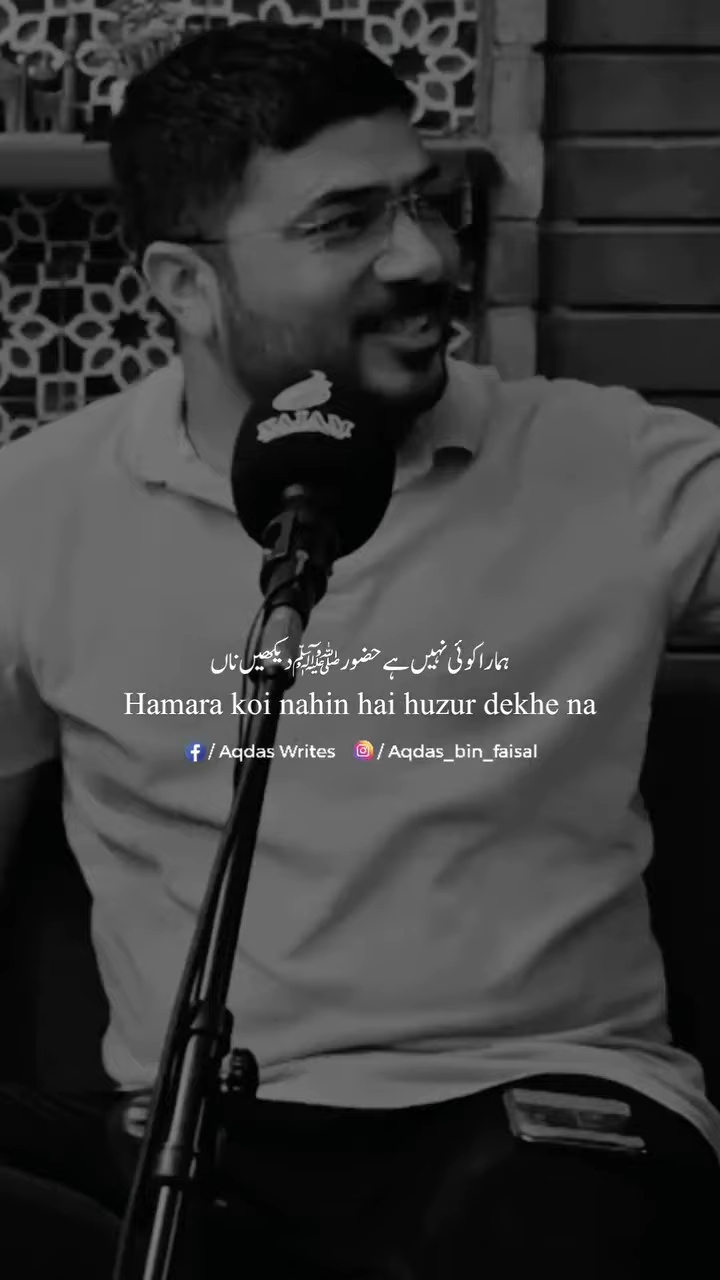 ہمارا کوئی نہیں ہے حضور ﷺ دیکھیں ناں
Hamara koi nahin hai huzur dekhe na
/ Aqdas Writes / Aqdas_bin_faisal